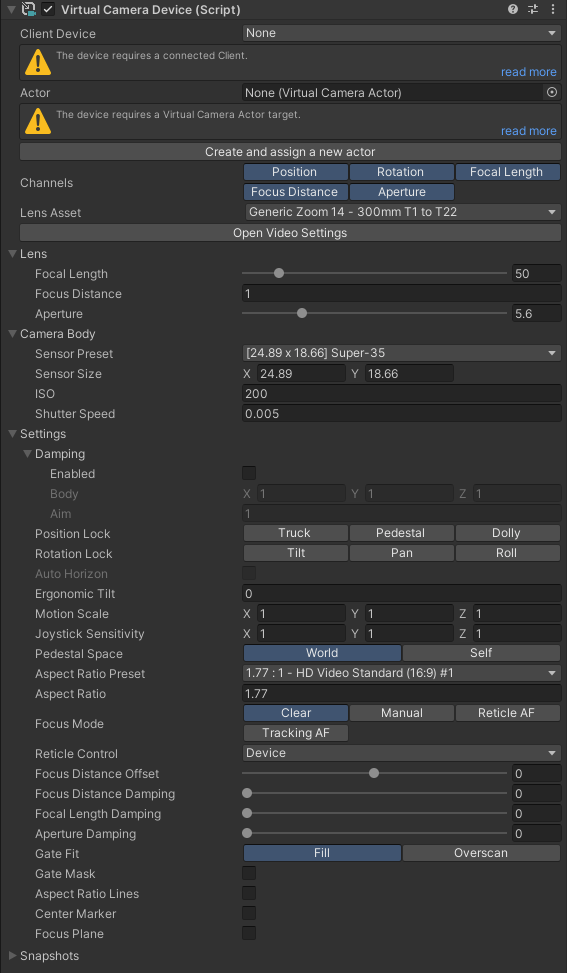 Virtual Camera Device (Script)
Client Device None
The device requires a connected Client.
read more
Actor None (Virtual Camera Actor)
The device requires a Virtual Camera Actor target.
read more
Create and assign a new actor
Channels Position Rotation Focal Length
Focus Distance Aperture
Lens Asset Generic Zoom 14 - 300mm T1 to T22
Open Video Settings
Lens
Focal Length 50
Focus Distance 1
Aperture 5.6
Camera Body
Sensor Preset [24.89 x 18.66] Super-35
Sensor Size X 24.89 Y 18.66
ISO 200
Shutter Speed 0.005
Settings
Damping
Enabled
Body X 1 Y 1 Z 1
Aim 1
Position Lock Truck Pedestal Dolly
Rotation Lock Tilt Pan Roll
Auto Horizon
Ergonomic Tilt 0
Motion Scale X 1 Y 1 Z 1
Joystick Sensitivity X 1 Y 1 Z 1
Pedestal Space World Self
Aspect Ratio Preset 1.77 : 1 - HD Video Standard (16:9) #1
Aspect Ratio 1.77
Focus Mode Clear Manual Reticle AF
Tracking AF
Reticle Control Device
Focus Distance Offset 0
Focus Distance Damping 0
Focal Length Damping 0
Aperture Damping 0
Gate Fit Fill Overscan
Gate Mask
Aspect Ratio Lines
Center Marker
Focus Plane
Snapshots